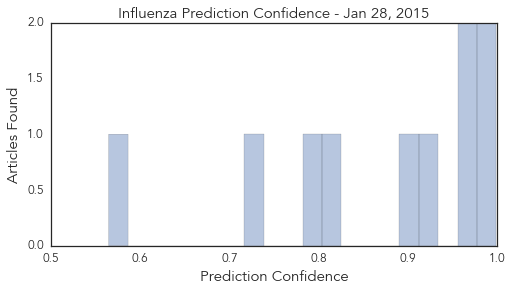 Influenza Prediction Confidence - Jan 28, 2015
2.0
1.5
1.0
0.5
0.0
Articles Found
0.5 0.6 0.7 0.8 0.9 1.0
Prediction Confidence